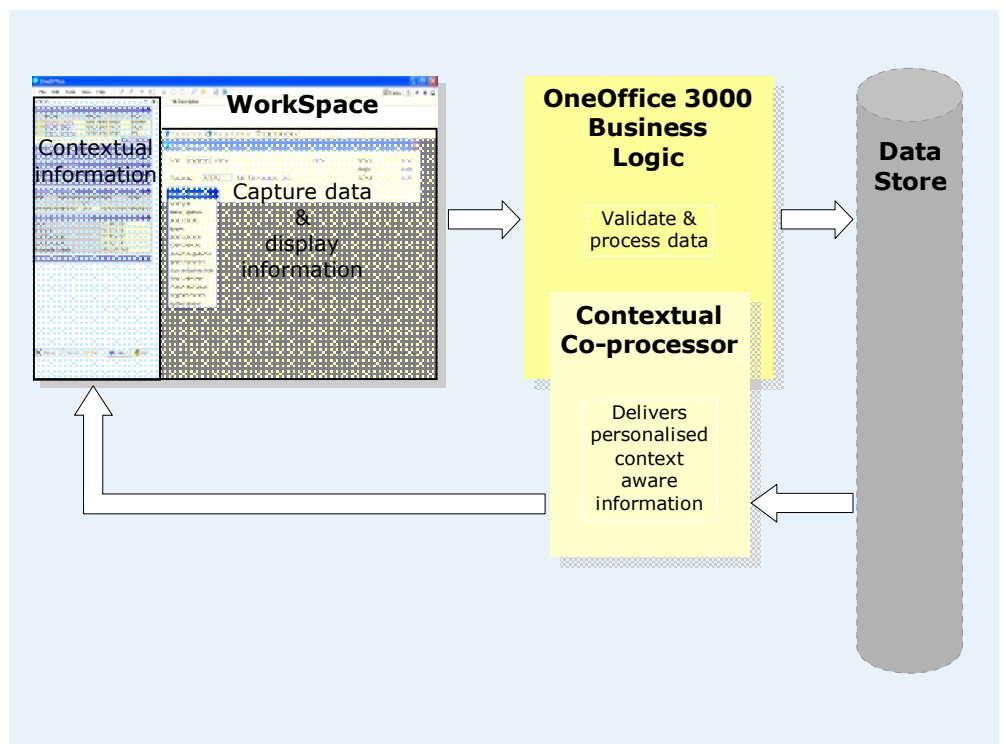 WorkSpace
Contextual
information
Capture data
&
display
information
OneOffice 3000
Business
Logic
Validate &
process data
Contextual
Co-processor
Delivers
personalised
context
aware
information
Data
Store